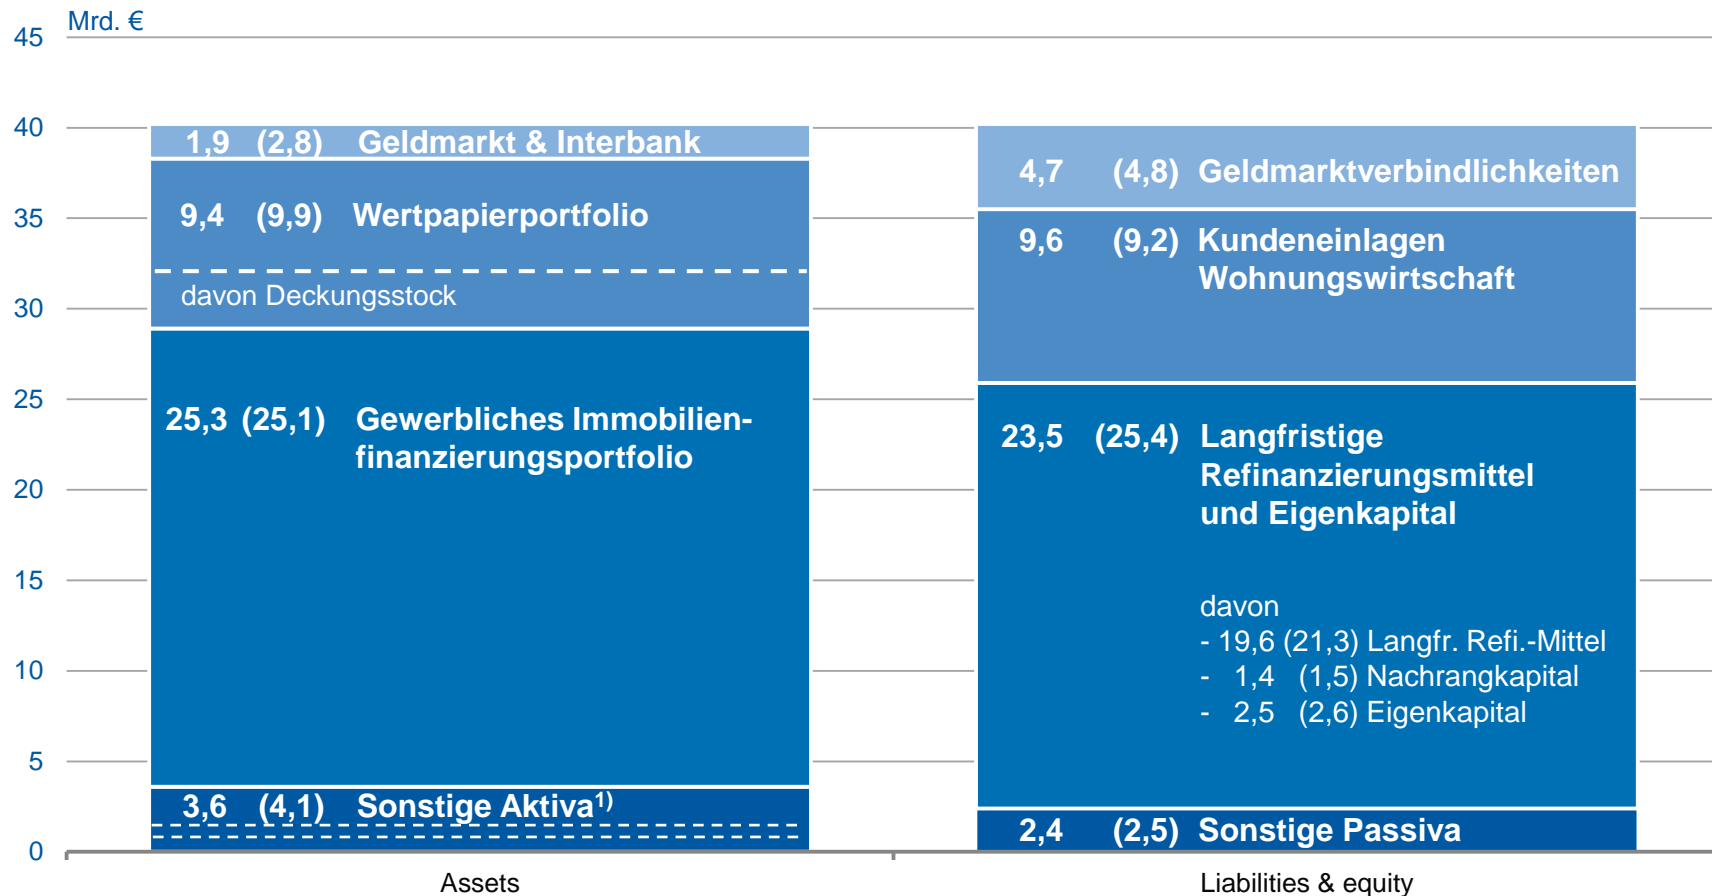 Mrd. €
45
40
35
30
25
20
15
10
5
0
1,9 (2,8) Geldmarkt & Interbank
9,4 (9,9) Wertpapierportfolio
davon Deckungsstock
25,3 (25,1) Gewerbliches Immobilien-
finanzierungsportfolio
3,6 (4,1) Sonstige Aktiva¹⁾
Assets
4,7 (4,8) Geldmarktverbindlichkeiten
9,6 (9,2) Kundeneinlagen
Wohnungswirtschaft
23,5 (25,4) Langfristige
Refinanzierungsmittel
und Eigenkapital
davon
- 19,6 (21,3) Langfr. Refi.-Mittel
- 1,4 (1,5) Nachrangkapital
- 2,5 (2,6) Eigenkapital
2,4 (2,5) Sonstige Passiva
Liabilities & equity